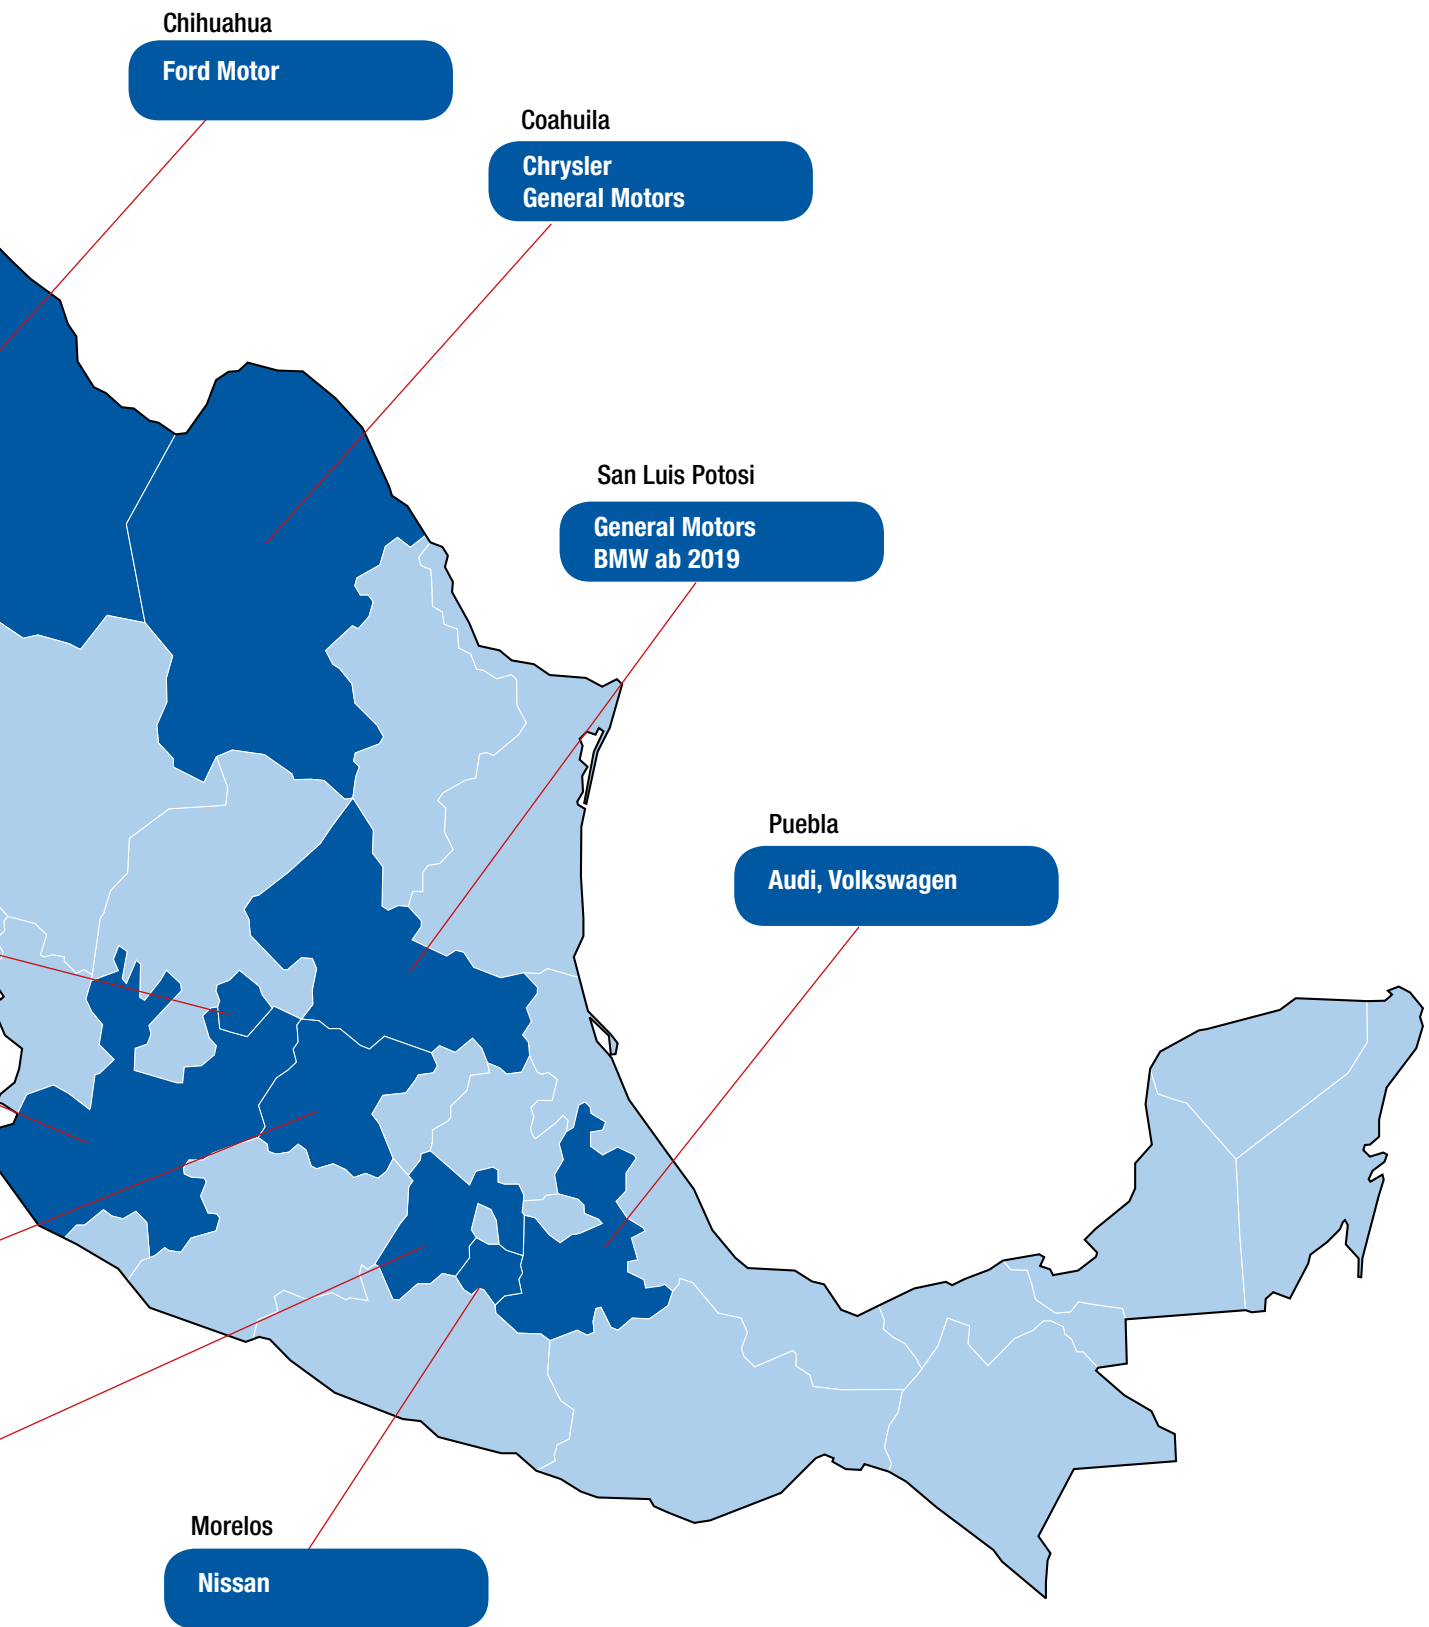 Chihuahua
Ford Motor
Coahuila
Chrysler
General Motors
San Luis Potosi
General Motors
BMW ab 2019
Puebla
Audi, Volkswagen
Morelos
Nissan